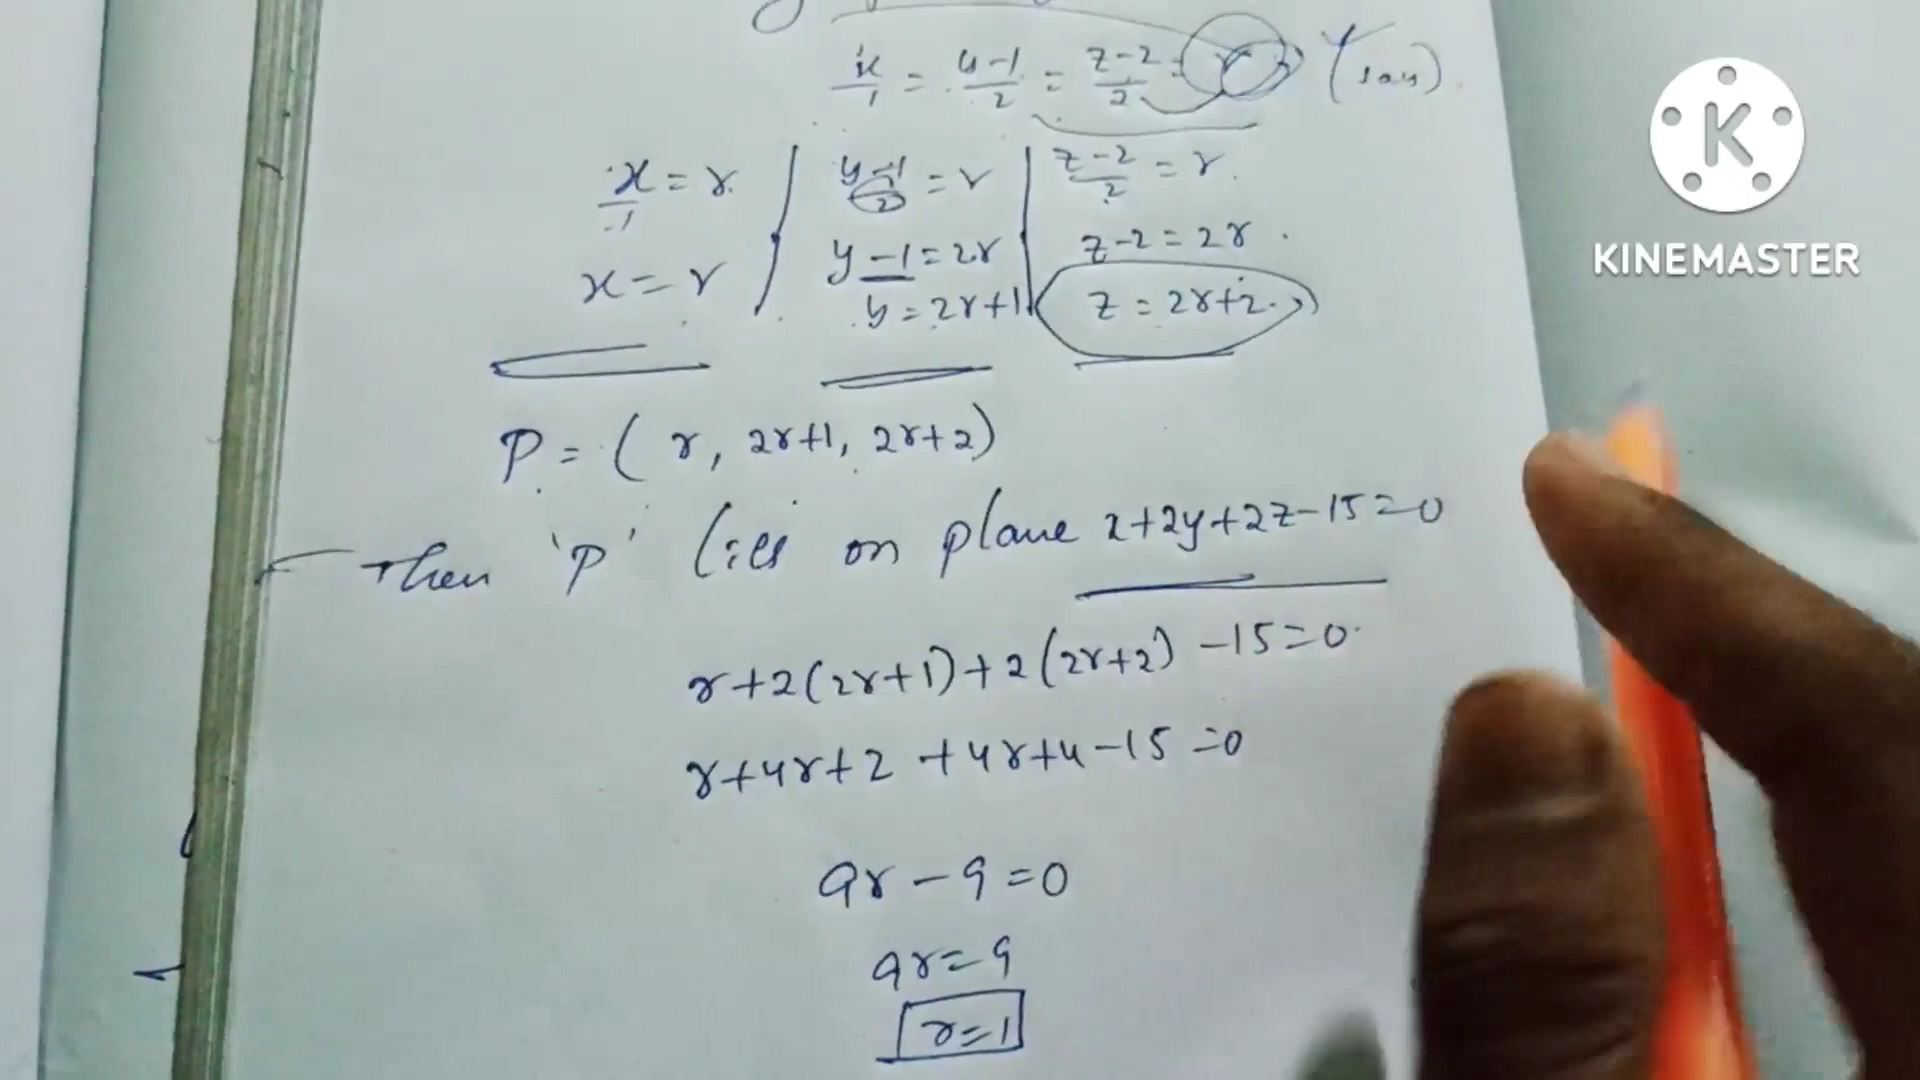 x/1 = y-1/2 = z-2/2 = r (say).
x/1 = r | y-1/2 = r | z-2/2 = r.
x = r | y-1 = 2r | z-2 = 2r
y = 2r+1 | z = 2r+2.
P = (r, 2r+1, 2r+2)
Then 'P' lies on plane x+2y+2z-15=0
r+2(2r+1)+2(2r+2)-15=0
r+4r+2+4r+4-15=0
9r-9=0
9r=9
r=1
KINEMASTER